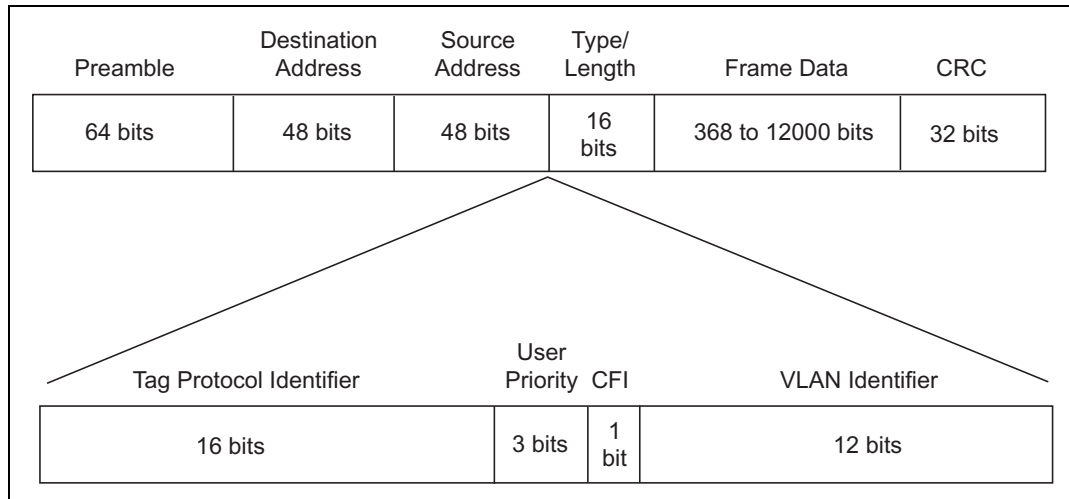 Preamble
Destination
Address
Source
Address
Type/
Length
Frame Data
CRC
64 bits
48 bits
48 bits
16
bits
368 to 12000 bits
32 bits
Tag Protocol Identifier
User
Priority
CFI
VLAN Identifier
16 bits
3 bits
1
bit
12 bits